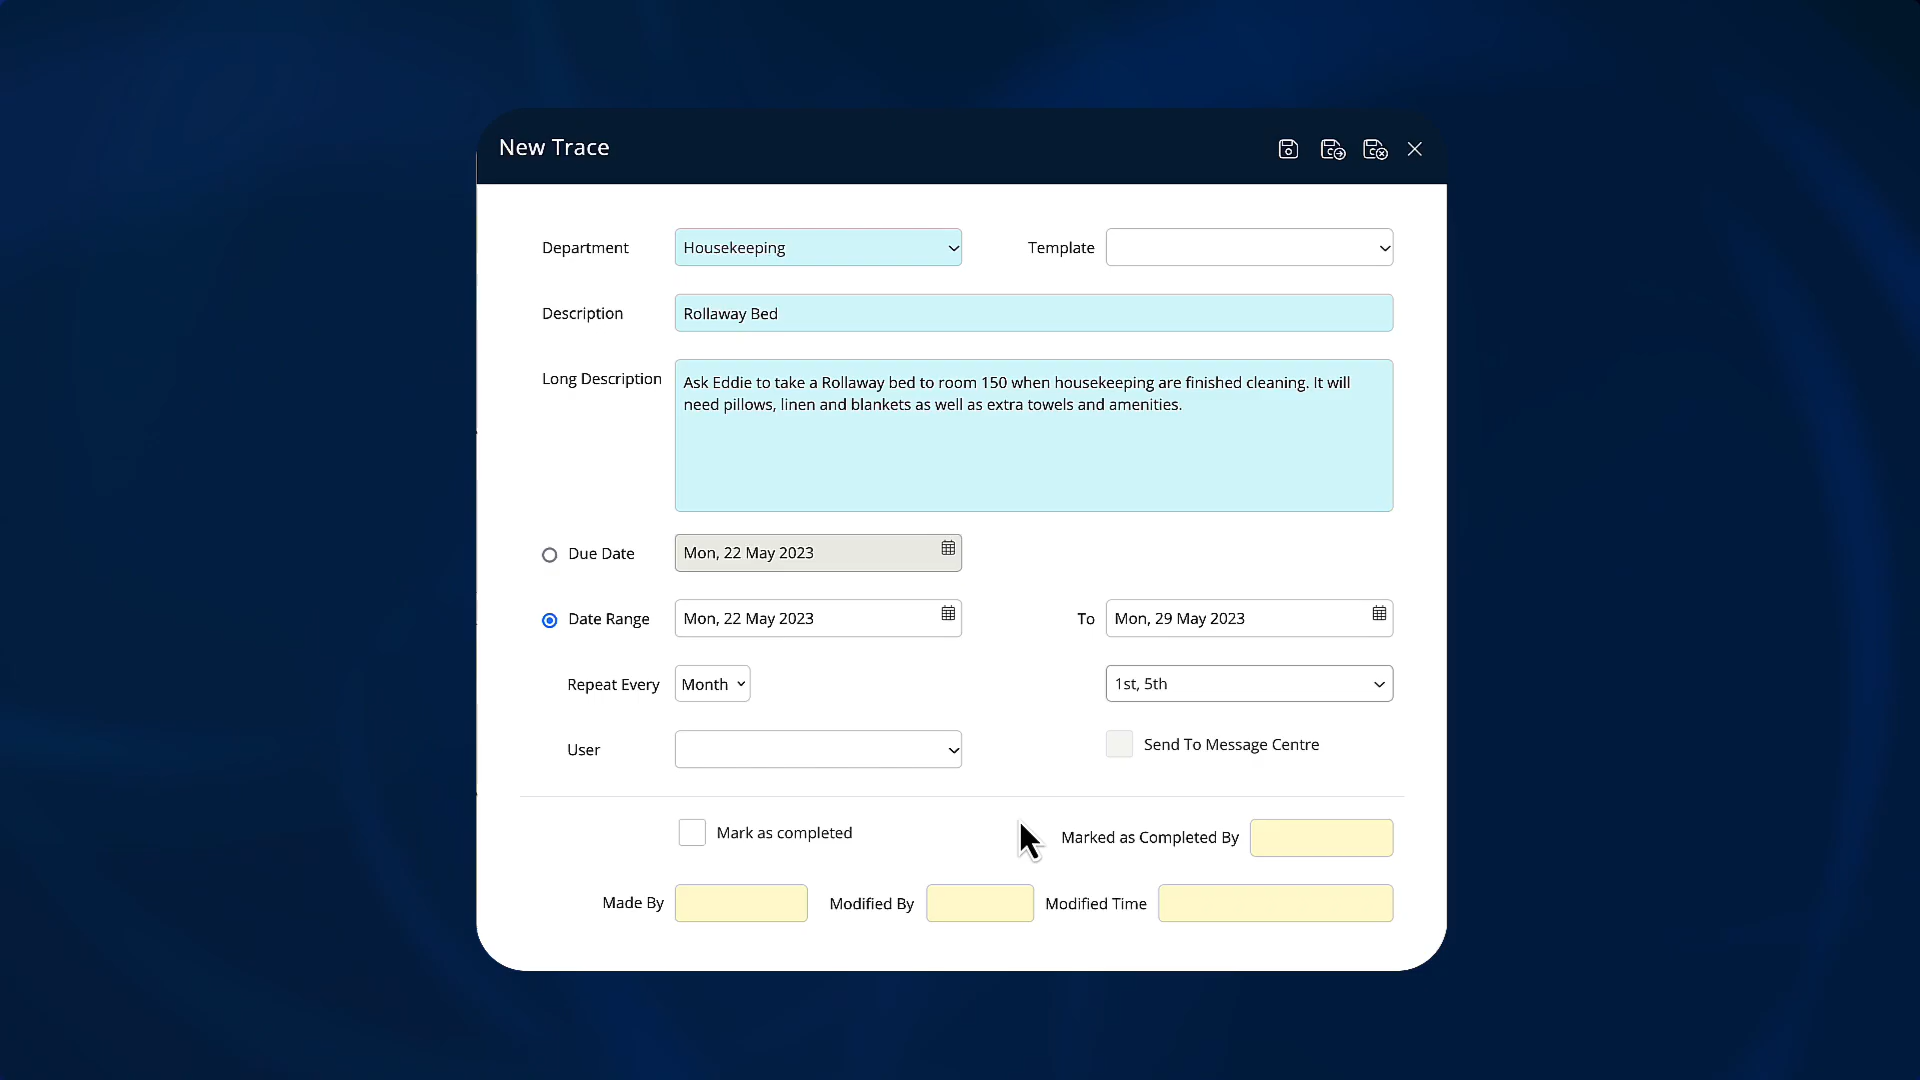 New Trace
Department Housekeeping Template
Description Rollaway Bed
Long Description Ask Eddie to take a Rollaway bed to room 150 when housekeeping are finished cleaning. It will
need pillows, linen and blankets as well as extra towels and amenities.
Due Date Mon, 22 May 2023
Date Range Mon, 22 May 2023 To Mon, 29 May 2023
Repeat Every Month 1st, 5th
User Send To Message Centre
Mark as completed Marked as Completed By
Made By Modified By Modified Time